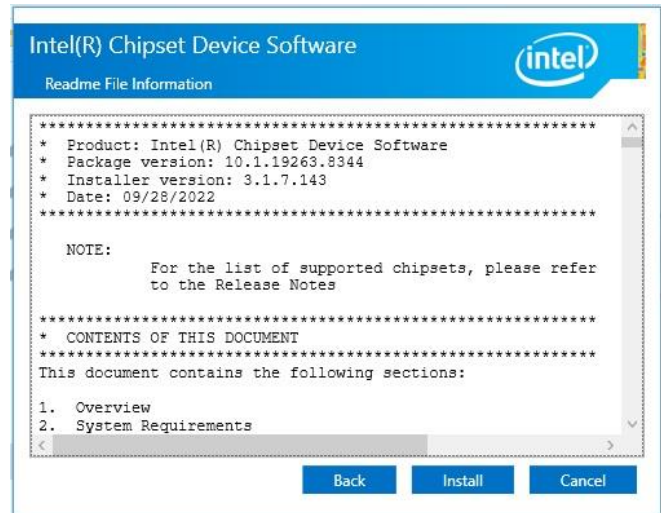 Intel(R) Chipset Device Software
intel
Readme File Information
************************************************************
*  Product: Intel(R) Chipset Device Software
*  Package version: 10.1.19263.8344
*  Installer version: 3.1.7.143
*  Date: 09/28/2022
************************************************************
NOTE:
For the list of supported chipsets, please refer
to the Release Notes
************************************************************
*  CONTENTS OF THIS DOCUMENT
************************************************************
This document contains the following sections:
1.  Overview
2.  System Requirements
Back Install Cancel